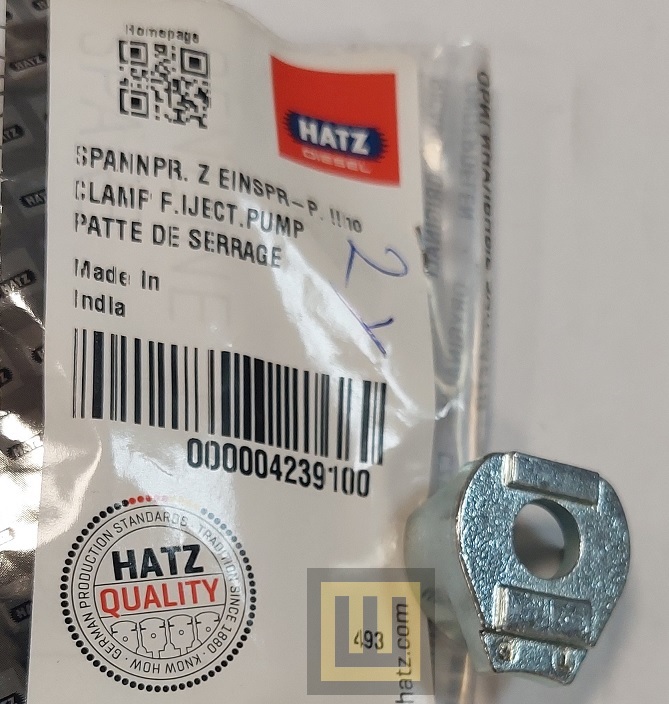 Homepage
HATZ
DIESEL
SPANNPR. Z EINSPR-P.
CLAMP F.IJECT.PUMP
PATTE DE SERRAGE
Made in
India
000004239100
GERMAN PRODUCTION STANDARDS · TRADITION SINCE 1880 · KNOW HOW ·
HATZ
QUALITY
493
hatz.com